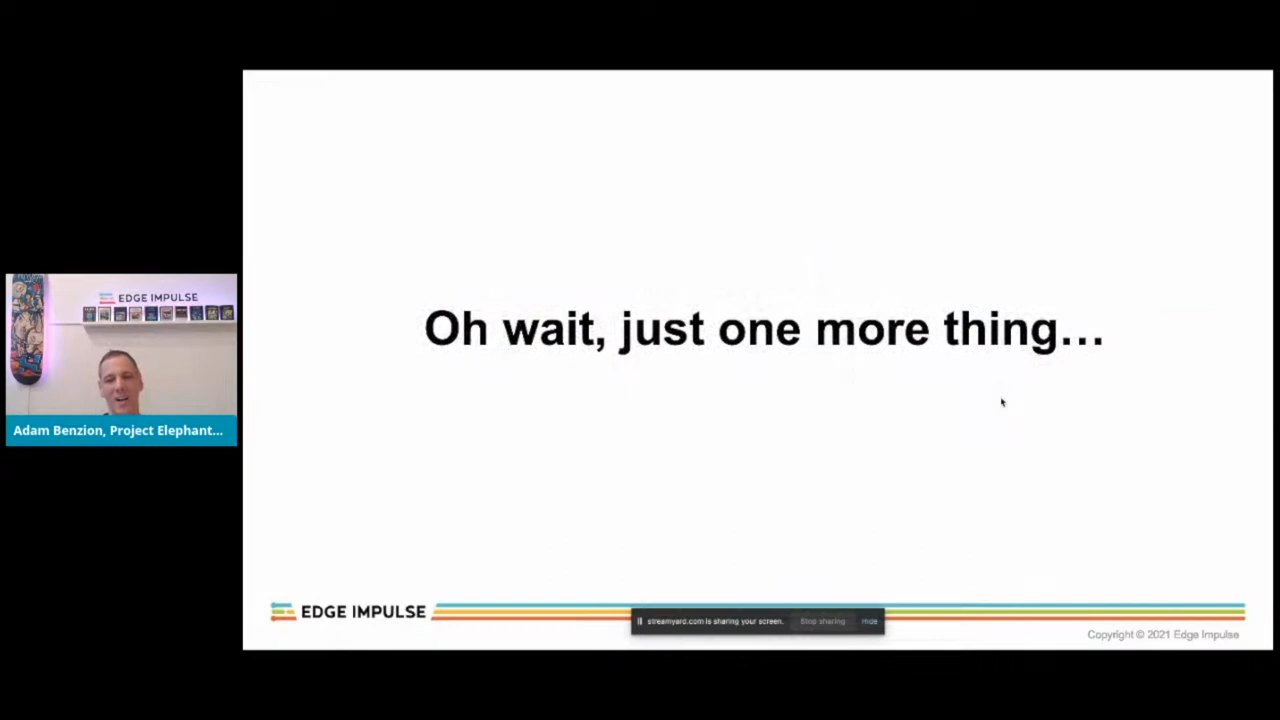 EDGE IMPULSE
Adam Benzion, Project Elephant...
Oh wait, just one more thing…
EDGE IMPULSE
streamyard.com is sharing your screen. Stop sharing Hide
Copyright © 2021 Edge Impulse